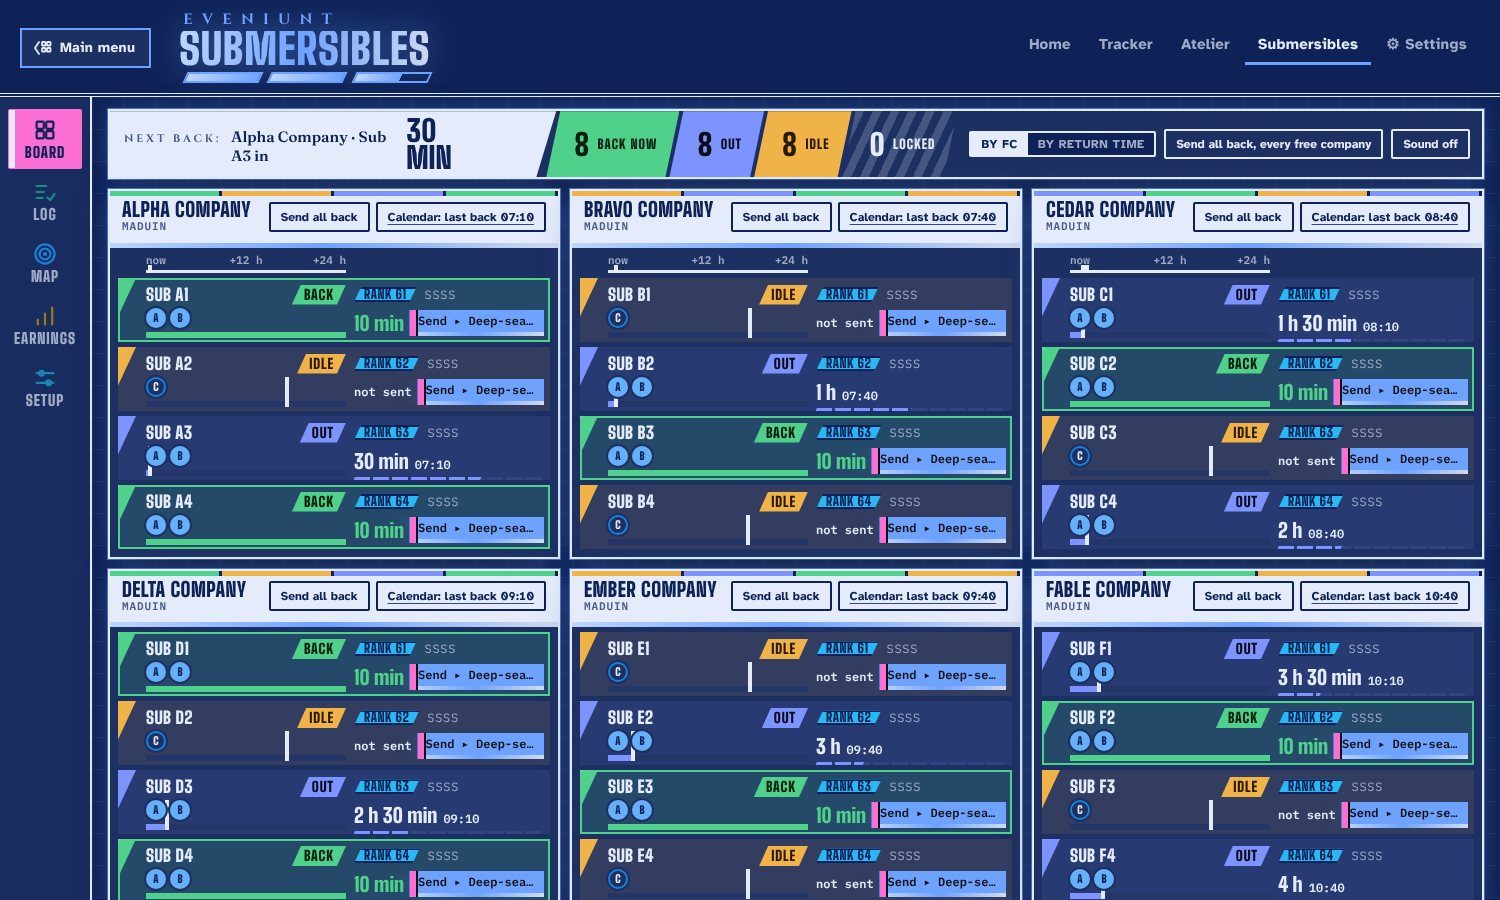 Main menu
EVENIUNT
SUBMERSIBLES
Home
Tracker
Atelier
Submersibles
Settings
BOARD
LOG
MAP
EARNINGS
SETUP
NEXT BACK:
Alpha Company · Sub
A3 in
30
MIN
8 BACK NOW
8 OUT
8 IDLE
0 LOCKED
BY FC
BY RETURN TIME
Send all back, every free company
Sound off
ALPHA COMPANY
MADUIN
Send all back
Calendar: last back 07:10
now +12 h +24 h
SUB A1 BACK RANK 61 SSSS
A B 10 min Send ▸ Deep-sea…
SUB A2 IDLE RANK 62 SSSS
C not sent Send ▸ Deep-se…
SUB A3 OUT RANK 63 SSSS
A B 30 min 07:10
SUB A4 BACK RANK 64 SSSS
A B 10 min Send ▸ Deep-sea…
BRAVO COMPANY
MADUIN
Send all back
Calendar: last back 07:40
now +12 h +24 h
SUB B1 IDLE RANK 61 SSSS
C not sent Send ▸ Deep-se…
SUB B2 OUT RANK 62 SSSS
A B 1 h 07:40
SUB B3 BACK RANK 63 SSSS
A B 10 min Send ▸ Deep-sea…
SUB B4 IDLE RANK 64 SSSS
C not sent Send ▸ Deep-se…
CEDAR COMPANY
MADUIN
Send all back
Calendar: last back 08:40
now +12 h +24 h
SUB C1 OUT RANK 61 SSSS
A B 1 h 30 min 08:10
SUB C2 BACK RANK 62 SSSS
A B 10 min Send ▸ Deep-sea…
SUB C3 IDLE RANK 63 SSSS
C not sent Send ▸ Deep-se…
SUB C4 OUT RANK 64 SSSS
A B 2 h 08:40
DELTA COMPANY
MADUIN
Send all back
Calendar: last back 09:10
SUB D1 BACK RANK 61 SSSS
A B 10 min Send ▸ Deep-sea…
SUB D2 IDLE RANK 62 SSSS
C not sent Send ▸ Deep-se…
SUB D3 OUT RANK 63 SSSS
A B 2 h 30 min 09:10
SUB D4 BACK RANK 64 SSSS
A B 10 min Send ▸ Deep-sea…
EMBER COMPANY
MADUIN
Send all back
Calendar: last back 09:40
SUB E1 IDLE RANK 61 SSSS
C not sent Send ▸ Deep-se…
SUB E2 OUT RANK 62 SSSS
A B 3 h 09:40
SUB E3 BACK RANK 63 SSSS
A B 10 min Send ▸ Deep-sea…
SUB E4 IDLE RANK 64 SSSS
C not sent Send ▸ Deep-se…
FABLE COMPANY
MADUIN
Send all back
Calendar: last back 10:40
SUB F1 OUT RANK 61 SSSS
A B 3 h 30 min 10:10
SUB F2 BACK RANK 62 SSSS
A B 10 min Send ▸ Deep-sea…
SUB F3 IDLE RANK 63 SSSS
C not sent Send ▸ Deep-se…
SUB F4 OUT RANK 64 SSSS
A B 4 h 10:40